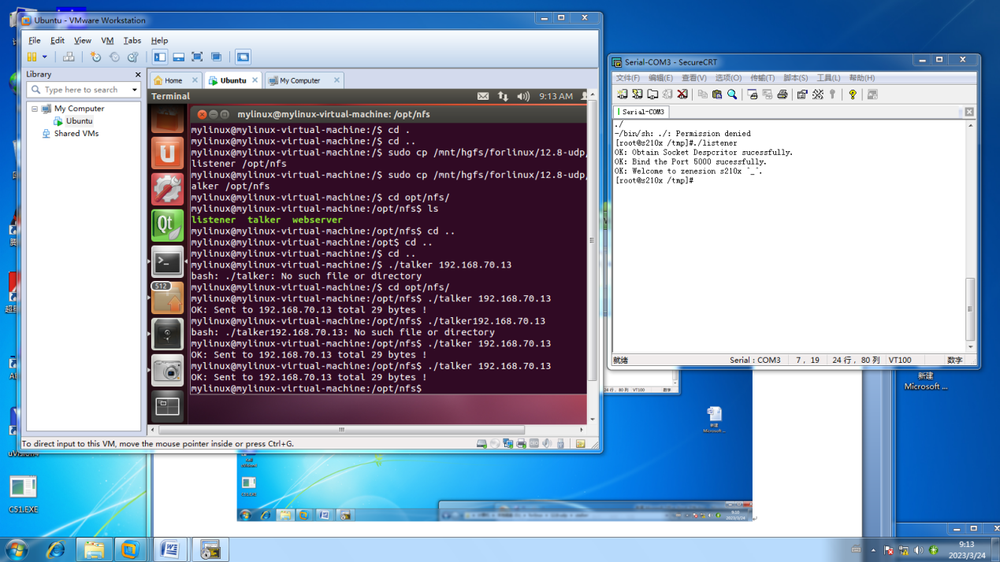 Ubuntu - VMware Workstation
File Edit View VM Tabs Help
Library
Type here to search
My Computer
Ubuntu
Shared VMs
Home
Ubuntu
My Computer
Terminal
9:13 AM
mylinux@mylinux-virtual-machine: /opt/nfs
mylinux@mylinux-virtual-machine:/$ cd .
mylinux@mylinux-virtual-machine:/$ cd ..
mylinux@mylinux-virtual-machine:/$ sudo cp /mnt/hgfs/forlinux/12.8-udp/
listener /opt/nfs
mylinux@mylinux-virtual-machine:/$ sudo cp /mnt/hgfs/forlinux/12.8-udp/
alker /opt/nfs
mylinux@mylinux-virtual-machine:/$ cd opt/nfs/
mylinux@mylinux-virtual-machine:/opt/nfs$ ls
listener talker webserver
mylinux@mylinux-virtual-machine:/opt/nfs$ cd ..
mylinux@mylinux-virtual-machine:/opt$ cd ..
mylinux@mylinux-virtual-machine:/$ cd ..
mylinux@mylinux-virtual-machine:/$ ./talker 192.168.70.13
bash: ./talker: No such file or directory
mylinux@mylinux-virtual-machine:/$ cd opt/nfs/
mylinux@mylinux-virtual-machine:/opt/nfs$ ./talker 192.168.70.13
OK: Sent to 192.168.70.13 total 29 bytes !
mylinux@mylinux-virtual-machine:/opt/nfs$ ./talker192.168.70.13
bash: ./talker192.168.70.13: No such file or directory
mylinux@mylinux-virtual-machine:/opt/nfs$ ./talker 192.168.70.13
OK: Sent to 192.168.70.13 total 29 bytes !
mylinux@mylinux-virtual-machine:/opt/nfs$ ./talker 192.168.70.13
OK: Sent to 192.168.70.13 total 29 bytes !
mylinux@mylinux-virtual-machine:/opt/nfs$
512
To direct input to this VM, move the mouse pointer inside or press Ctrl+G.
Serial-COM3 - SecureCRT
文件(F) 编辑(E) 查看(V) 选项(O) 传输(T) 脚本(S) 工具(L) 帮助(H)
Serial-COM3
./
-/bin/sh: ./: Permission denied
[root@s210x /tmp]#./listener
OK: Obtain Socket Despcritor sucessfully.
OK: Bind the Port 5000 sucessfully.
OK: Welcome to zenesion s210x ^_^.
[root@s210x /tmp]#
就绪
Serial: COM3
7, 19
24 行, 80 列
VT100
数字
新建
Microsoft ...
uVision4
C51.EXE
9:13
2023/3/24